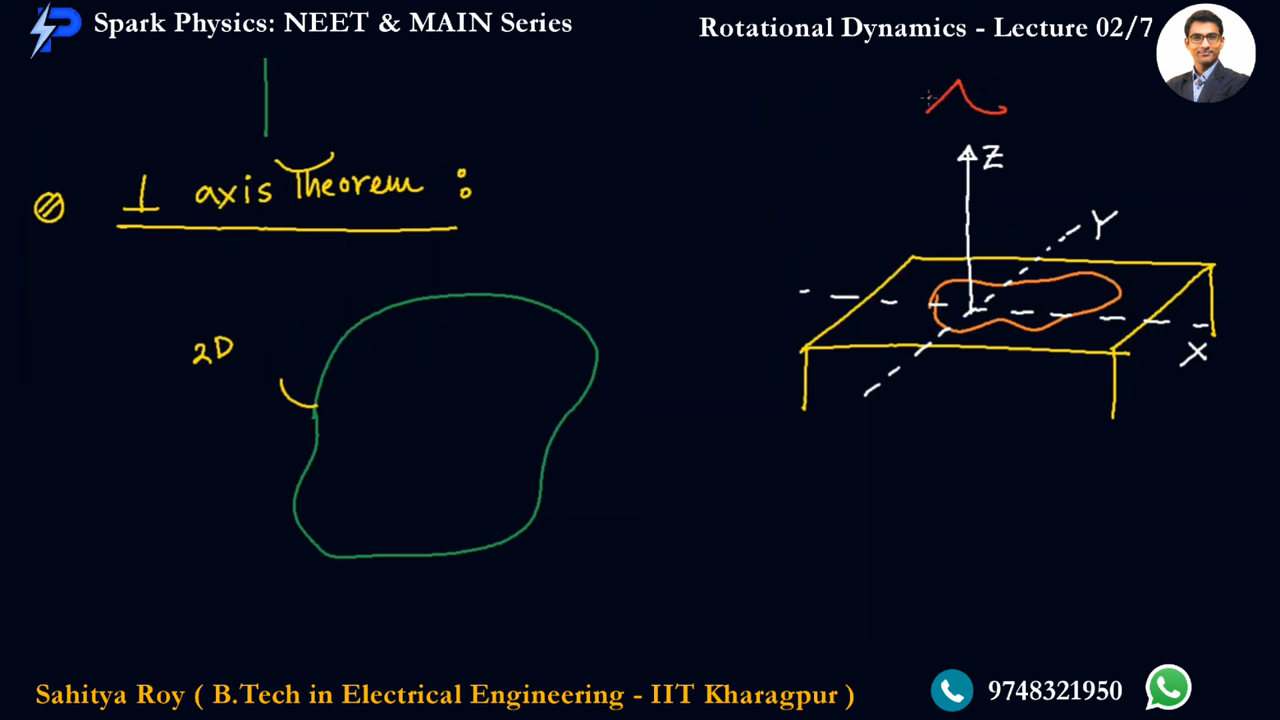 Spark Physics: NEET & MAIN Series
Rotational Dynamics - Lecture 02/7
⊥ axis Theorem :
Z
Y
2D
X
Sahitya Roy ( B.Tech in Electrical Engineering - IIT Kharagpur )
9748321950